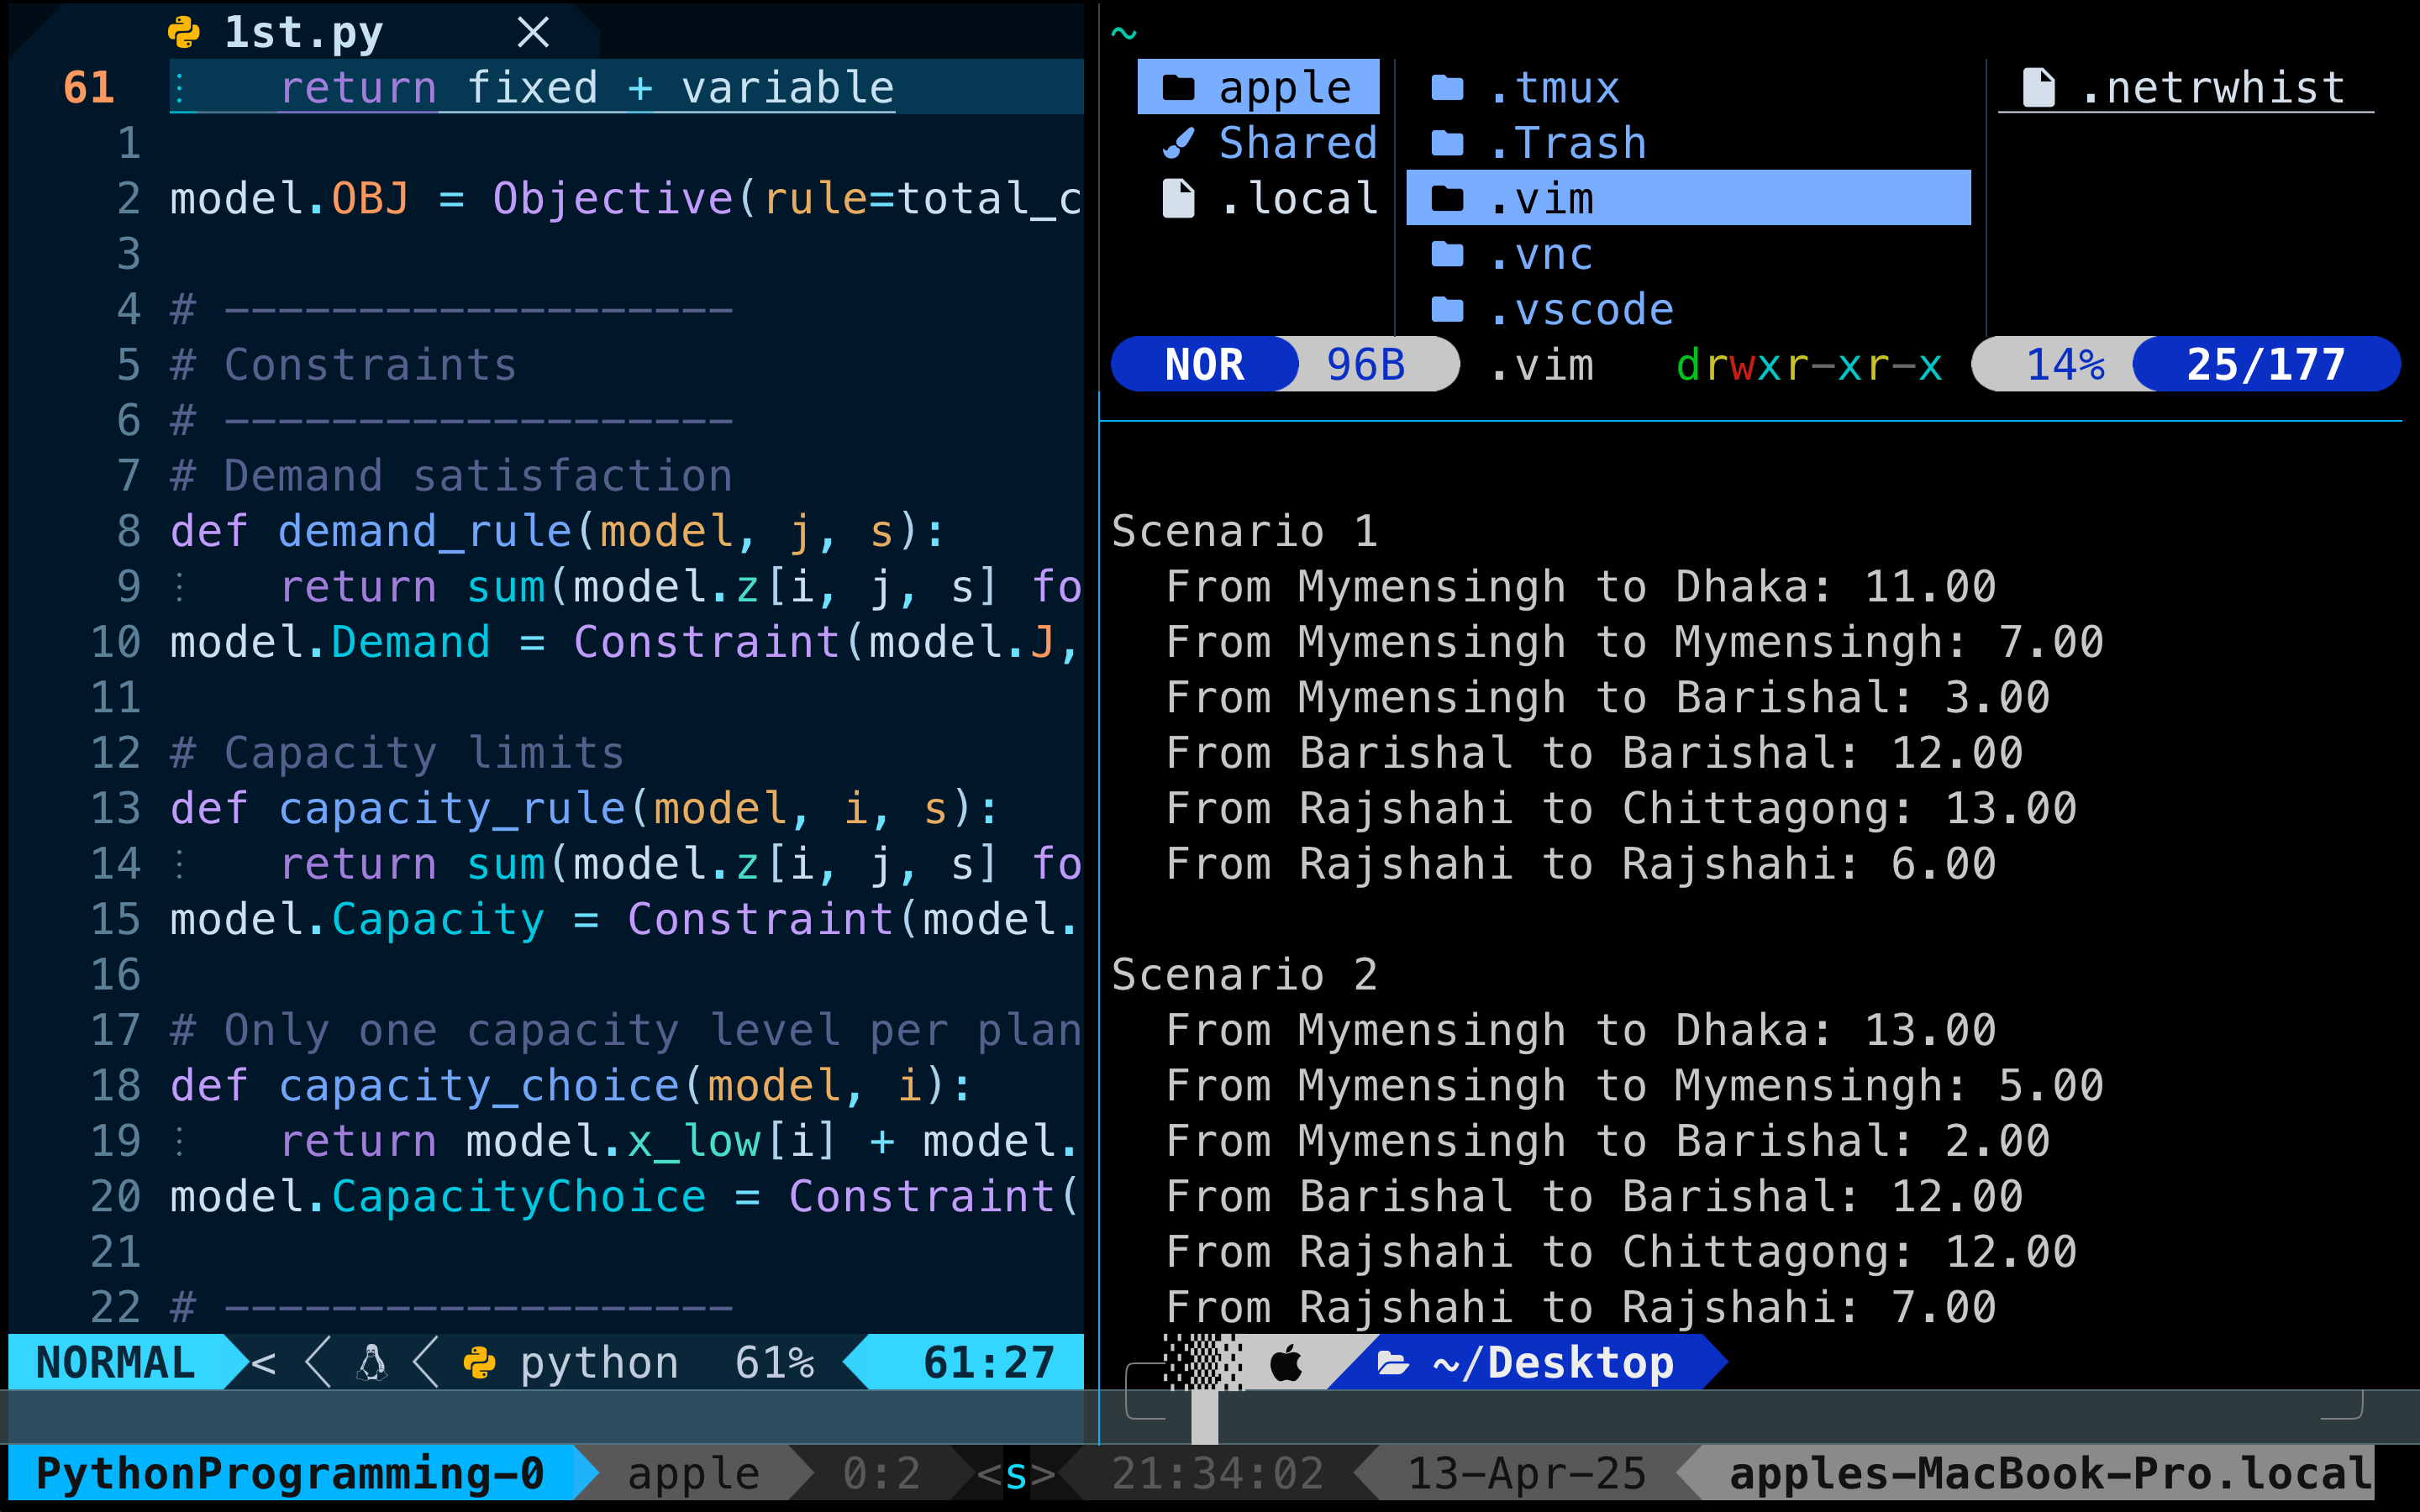 1st.py
61 return fixed + variable
1
2 model.OBJ = Objective(rule=total_c
3
4 # -------------------
5 # Constraints
6 # -------------------
7 # Demand satisfaction
8 def demand_rule(model, j, s):
9 return sum(model.z[i, j, s] fo
10 model.Demand = Constraint(model.J,
11
12 # Capacity limits
13 def capacity_rule(model, i, s):
14 return sum(model.z[i, j, s] fo
15 model.Capacity = Constraint(model.
16
17 # Only one capacity level per plan
18 def capacity_choice(model, i):
19 return model.x_low[i] + model.
20 model.CapacityChoice = Constraint(
21
22 # -------------------
NORMAL < python 61% 61:27
~
apple
Shared
.local
.tmux
.Trash
.vim
.vnc
.vscode
.netrwhist
NOR 96B .vim drwxr-xr-x 14% 25/177
Scenario 1
From Mymensingh to Dhaka: 11.00
From Mymensingh to Mymensingh: 7.00
From Mymensingh to Barishal: 3.00
From Barishal to Barishal: 12.00
From Rajshahi to Chittagong: 13.00
From Rajshahi to Rajshahi: 6.00
Scenario 2
From Mymensingh to Dhaka: 13.00
From Mymensingh to Mymensingh: 5.00
From Mymensingh to Barishal: 2.00
From Barishal to Barishal: 12.00
From Rajshahi to Chittagong: 12.00
From Rajshahi to Rajshahi: 7.00
~/Desktop
PythonProgramming-0 apple 0:2 <s> 21:34:02 13-Apr-25 apples-MacBook-Pro.local